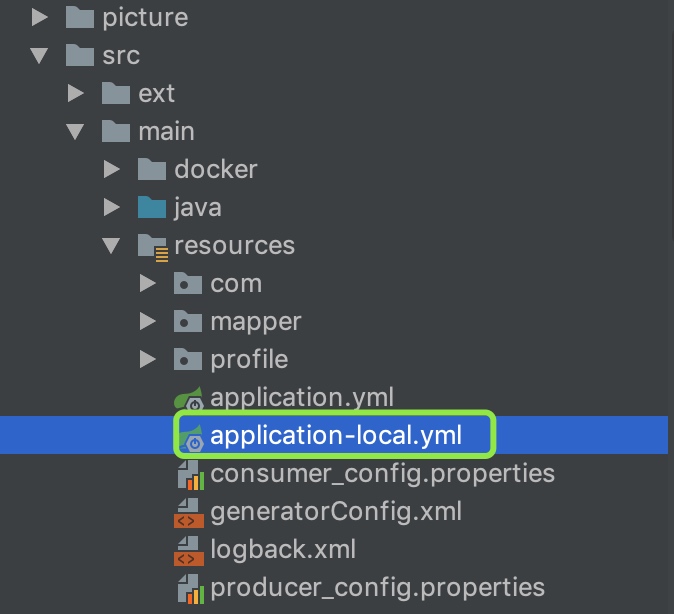 picture
src
ext
main
docker
java
resources
com
mapper
profile
application.yml
application-local.yml
consumer_config.properties
generatorConfig.xml
logback.xml
producer_config.properties